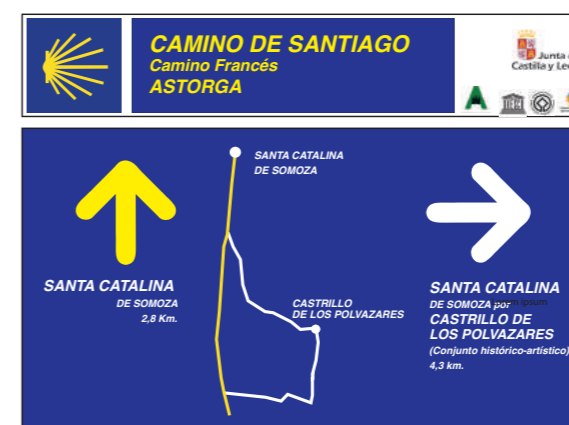 CAMINO DE SANTIAGO
Camino Francés
ASTORGA
Junta
Castilla y Le
SANTA CATALINA
DE SOMOZA
SANTA CATALINA
DE SOMOZA
2,8 Km.
CASTRILLO
DE LOS POLVAZARES
SANTA CATALINA
DE SOMOZA por
CASTRILLO DE
LOS POLVAZARES
(Conjunto histórico-artístico)
4,3 km.
ipsum